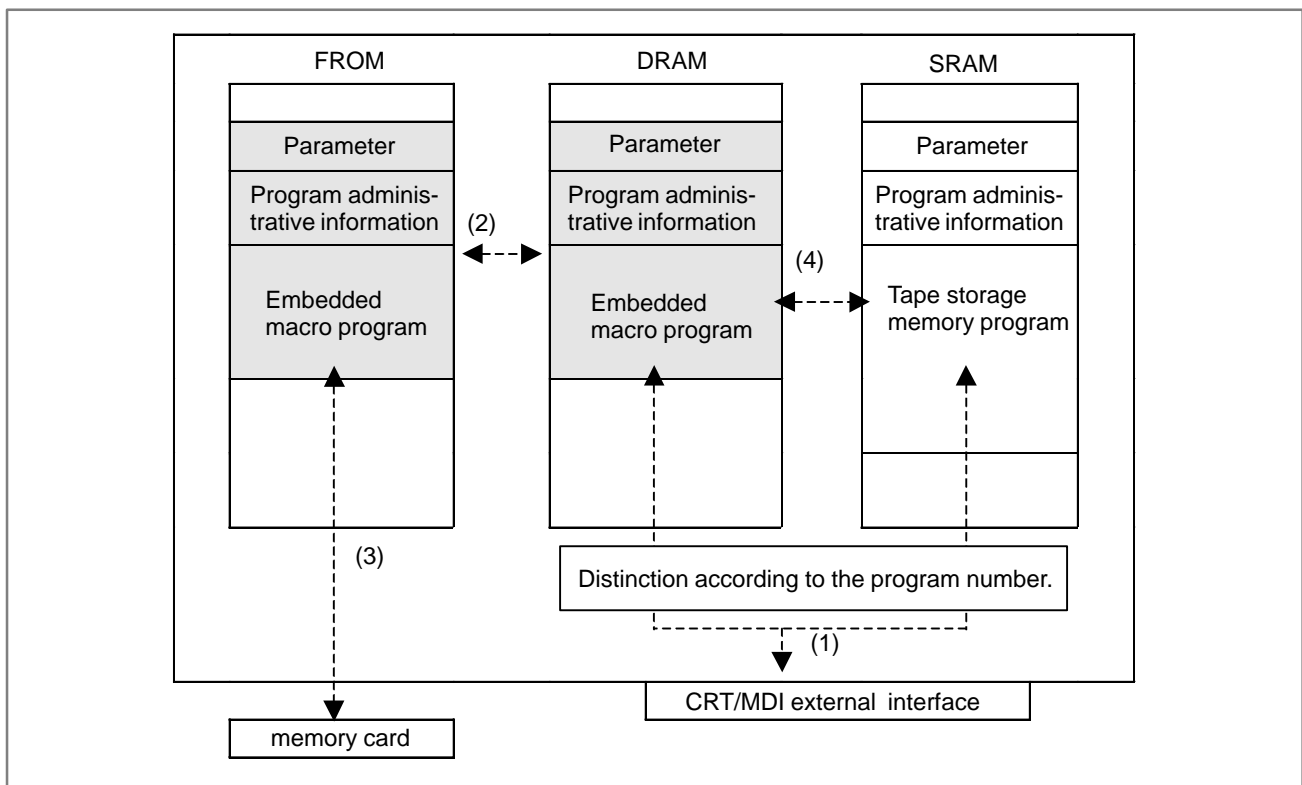 FROM
DRAM
SRAM
Parameter
Parameter
Parameter
Program adminis-
trative information
Program adminis-
trative information
Program adminis-
trative information
(2)
(4)
Embedded
macro program
Embedded
macro program
Tape storage
memory program
(3)
Distinction according to the program number.
(1)
CRT/MDI external interface
memory card